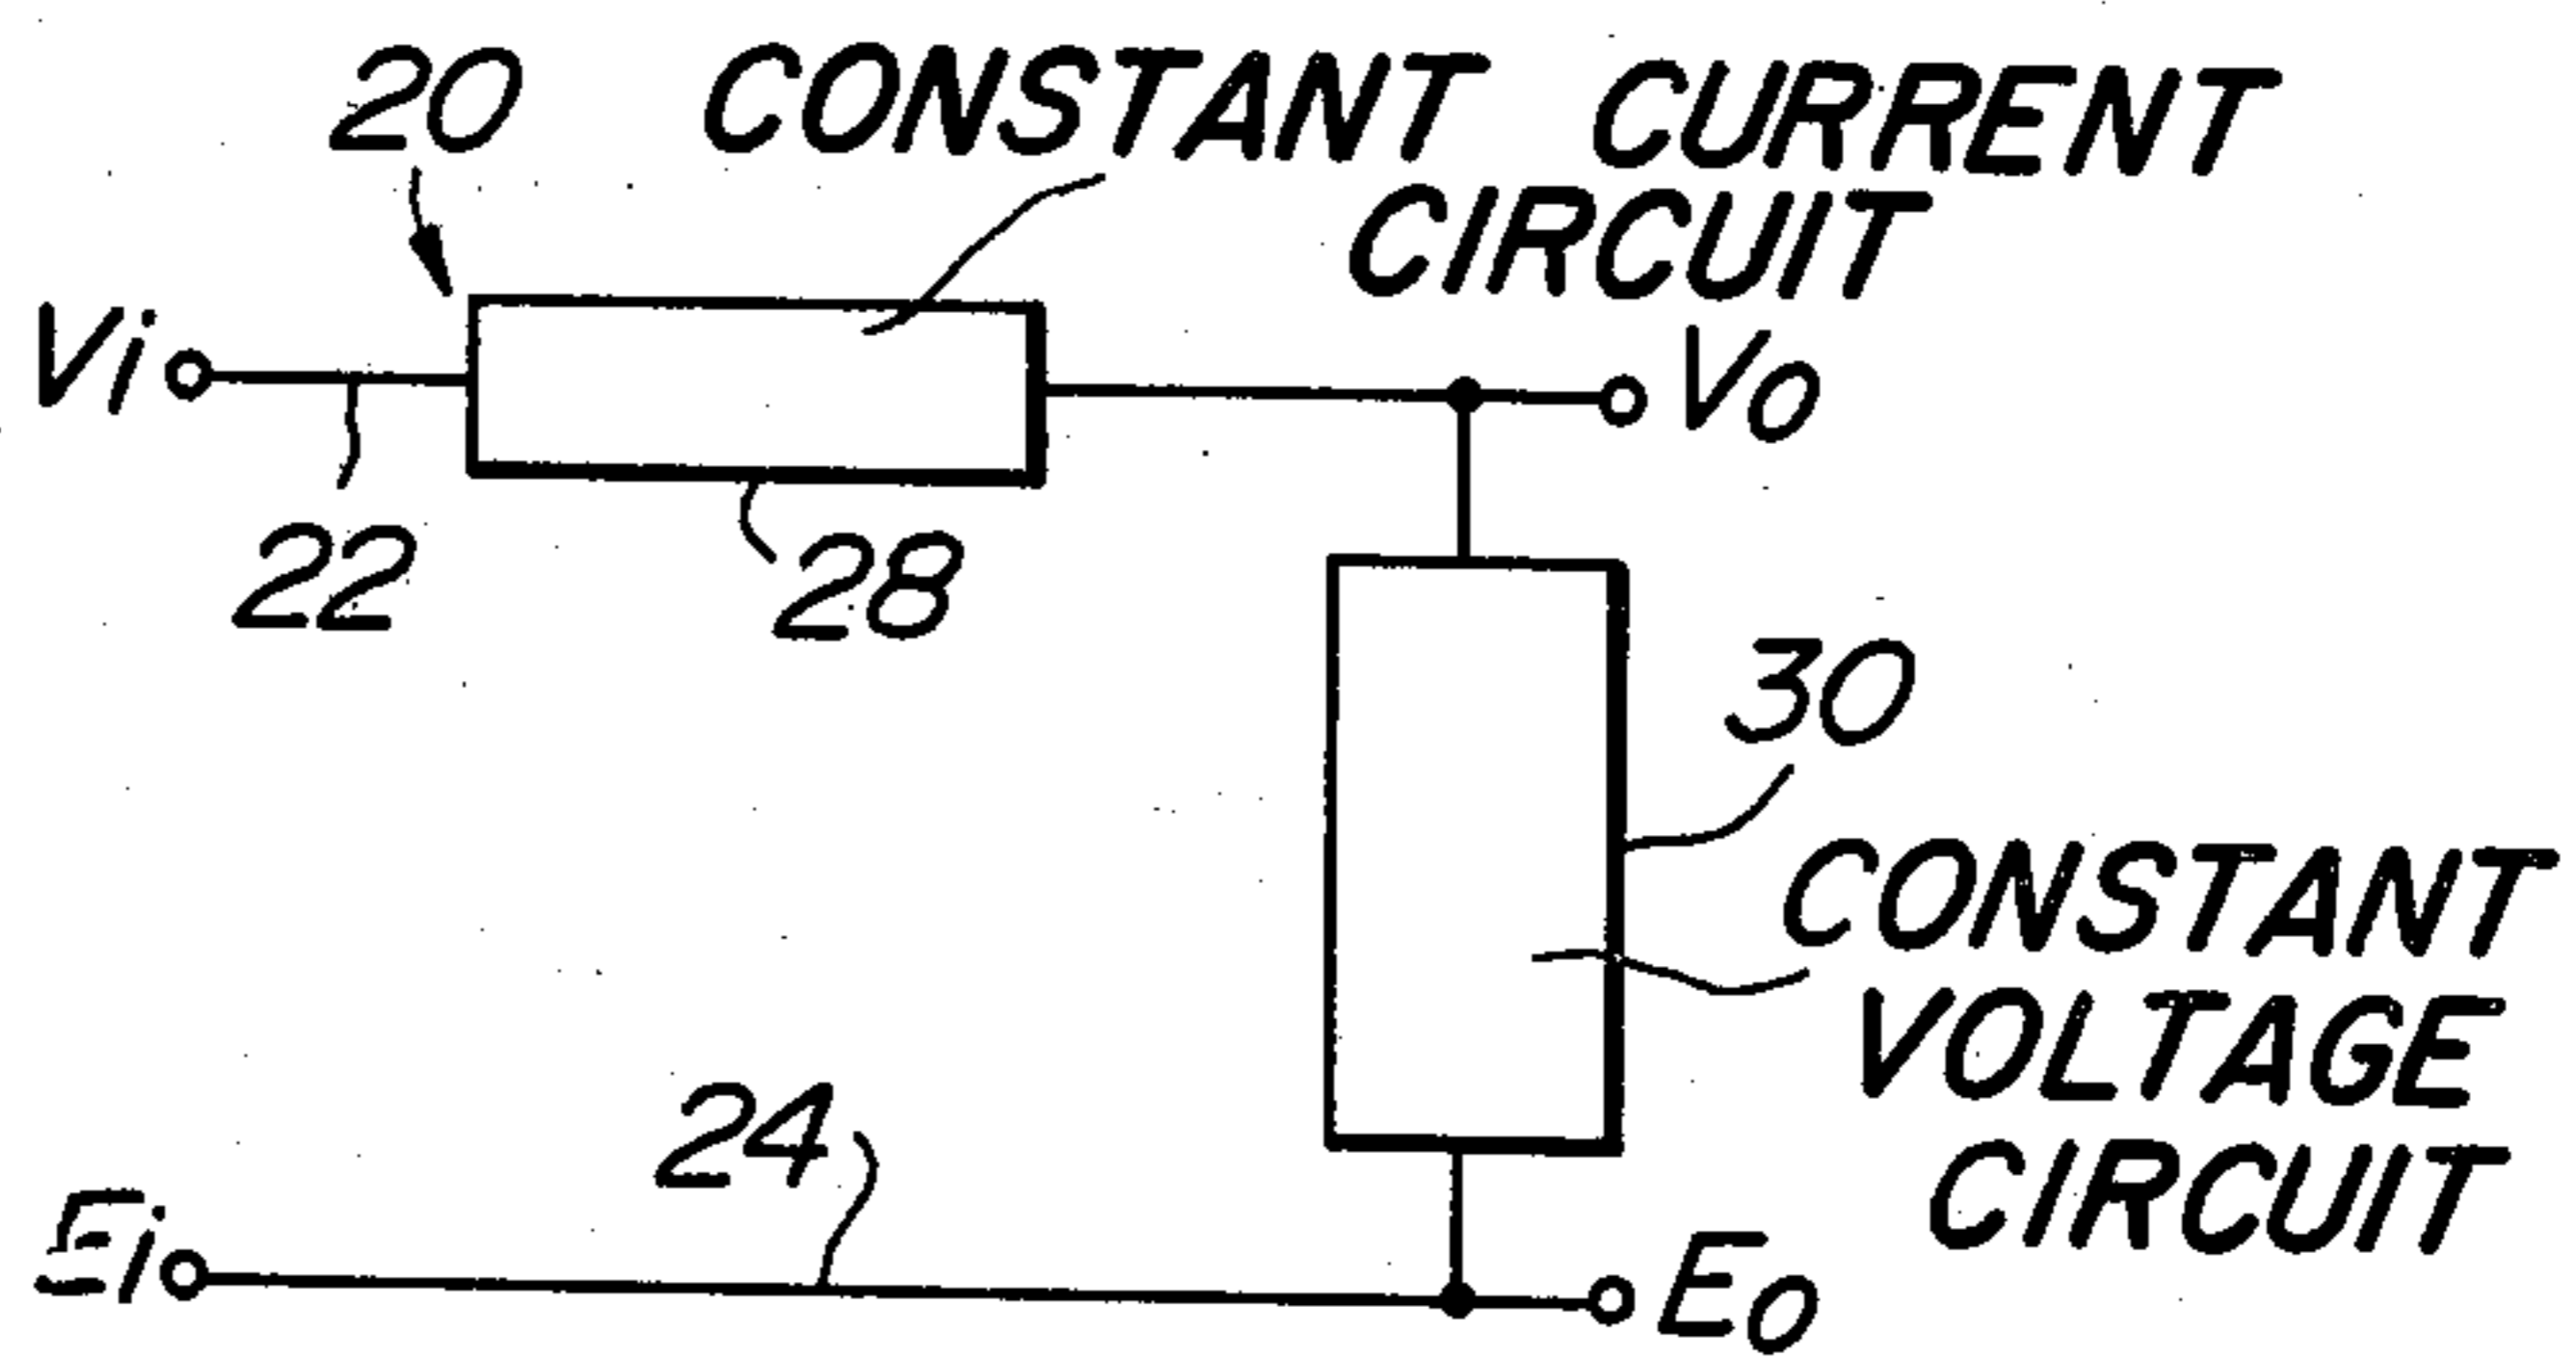 20 CONSTANT CURRENT
CIRCUIT
Vi
Vo
22
28
30
CONSTANT
VOLTAGE
CIRCUIT
24
Ei
Eo